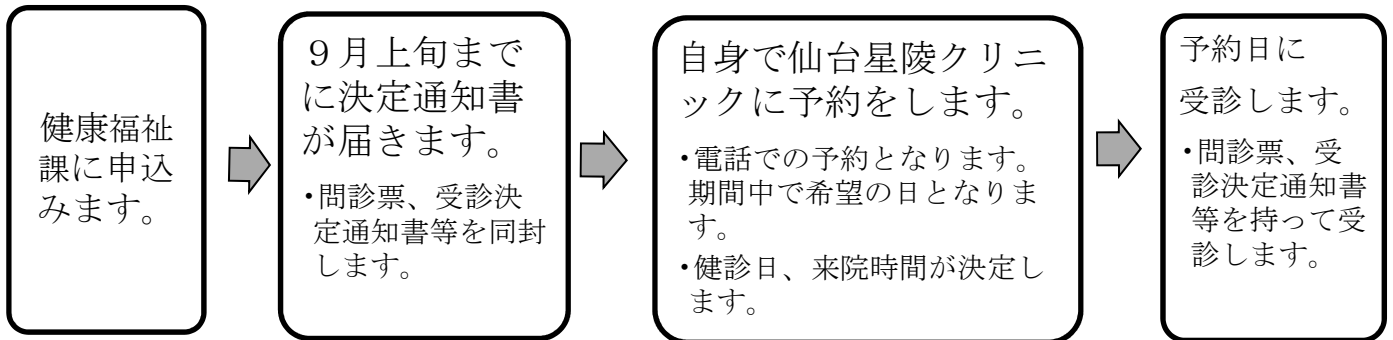 健康福祉
課に申込
みます。
９月上旬まで
に決定通知書
が届きます。
・問診票、受診決
定通知書等を同封
します。
自身で仙台星陵クリニ
ックに予約をします。
・電話での予約となります。
期間中で希望の日となりま
す。
・健診日、来院時間が決定し
ます。
予約日に
受診します。
・問診票、受
診決定通知書
等を持って受
診します。